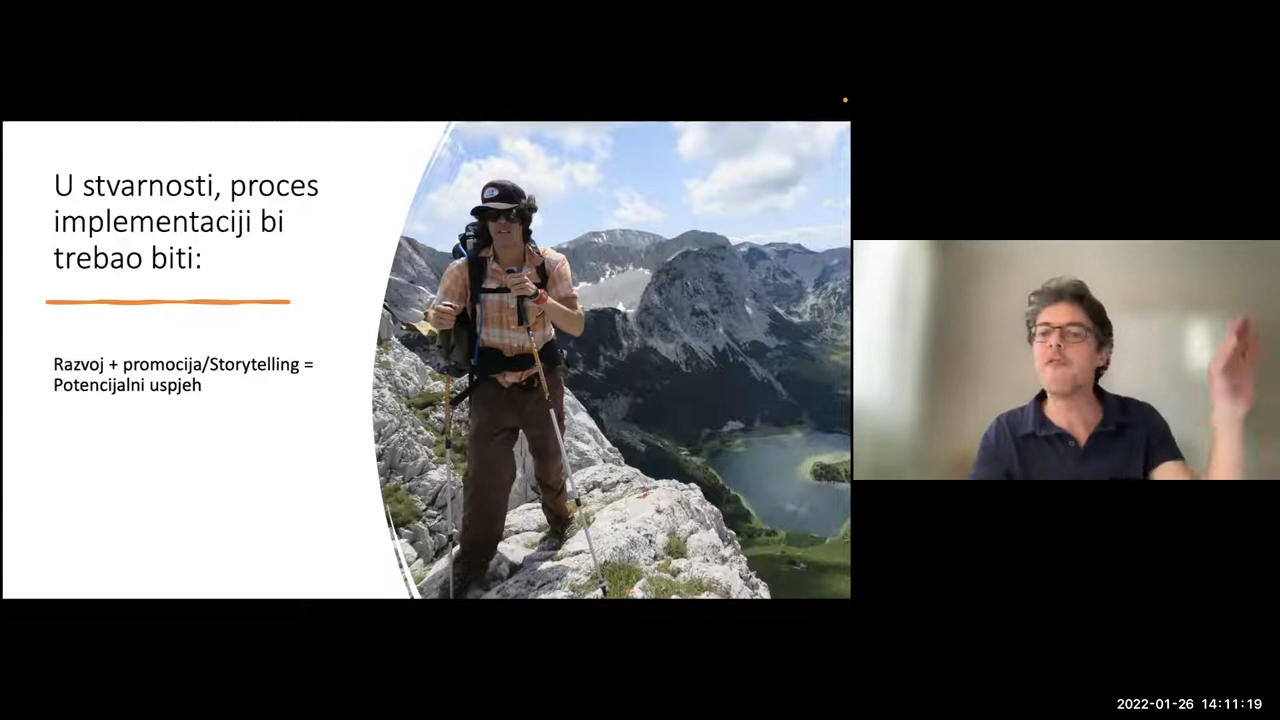 U stvarnosti, proces
implementaciji bi
trebao biti:
Razvoj + promocija/Storytelling =
Potencijalni uspjeh
2022-01-26 14:11:19